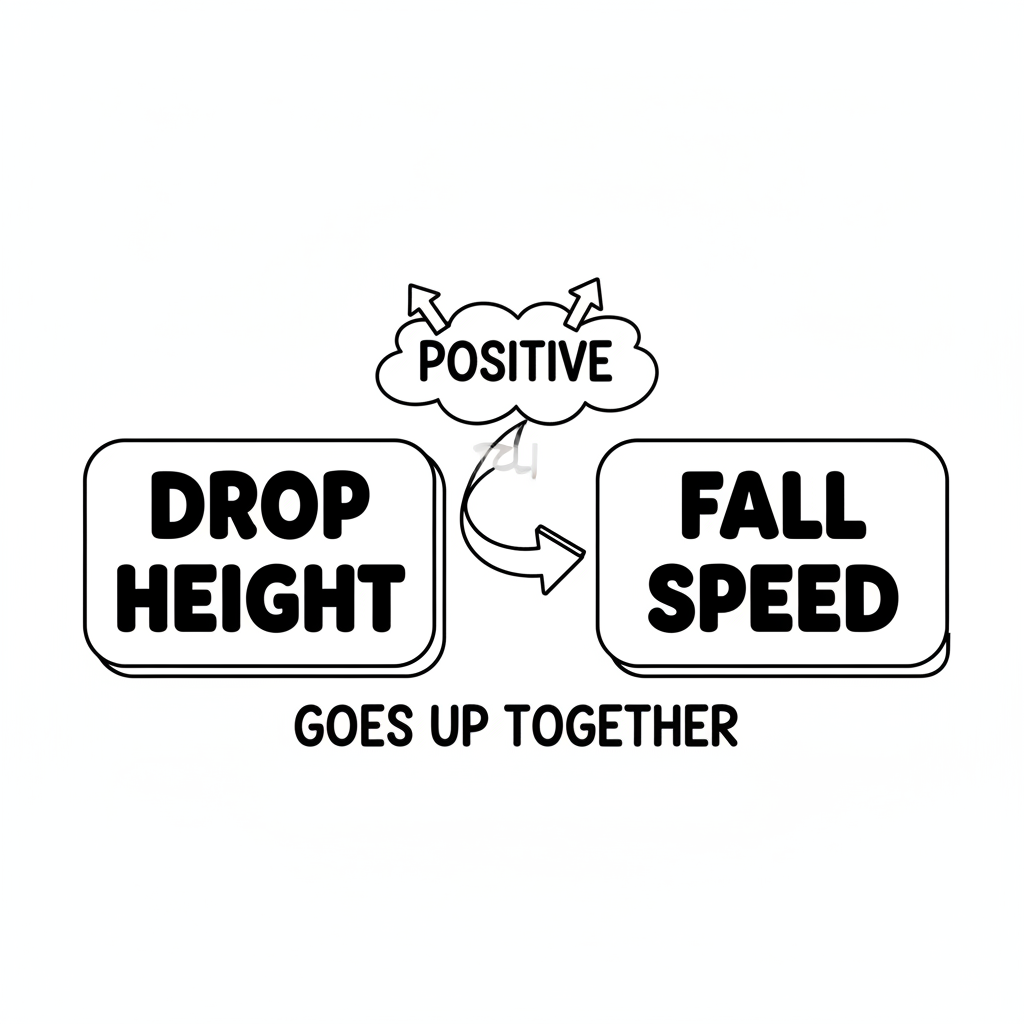 POSITIVE
DROP
HEIGHT
FALL
SPEED
GOES UP TOGETHER